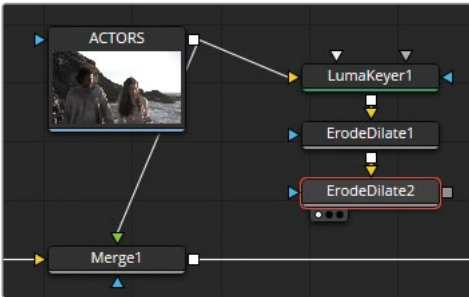 ACTORS
LumaKeyer1
ErodeDilate1
ErodeDilate2
Merge1